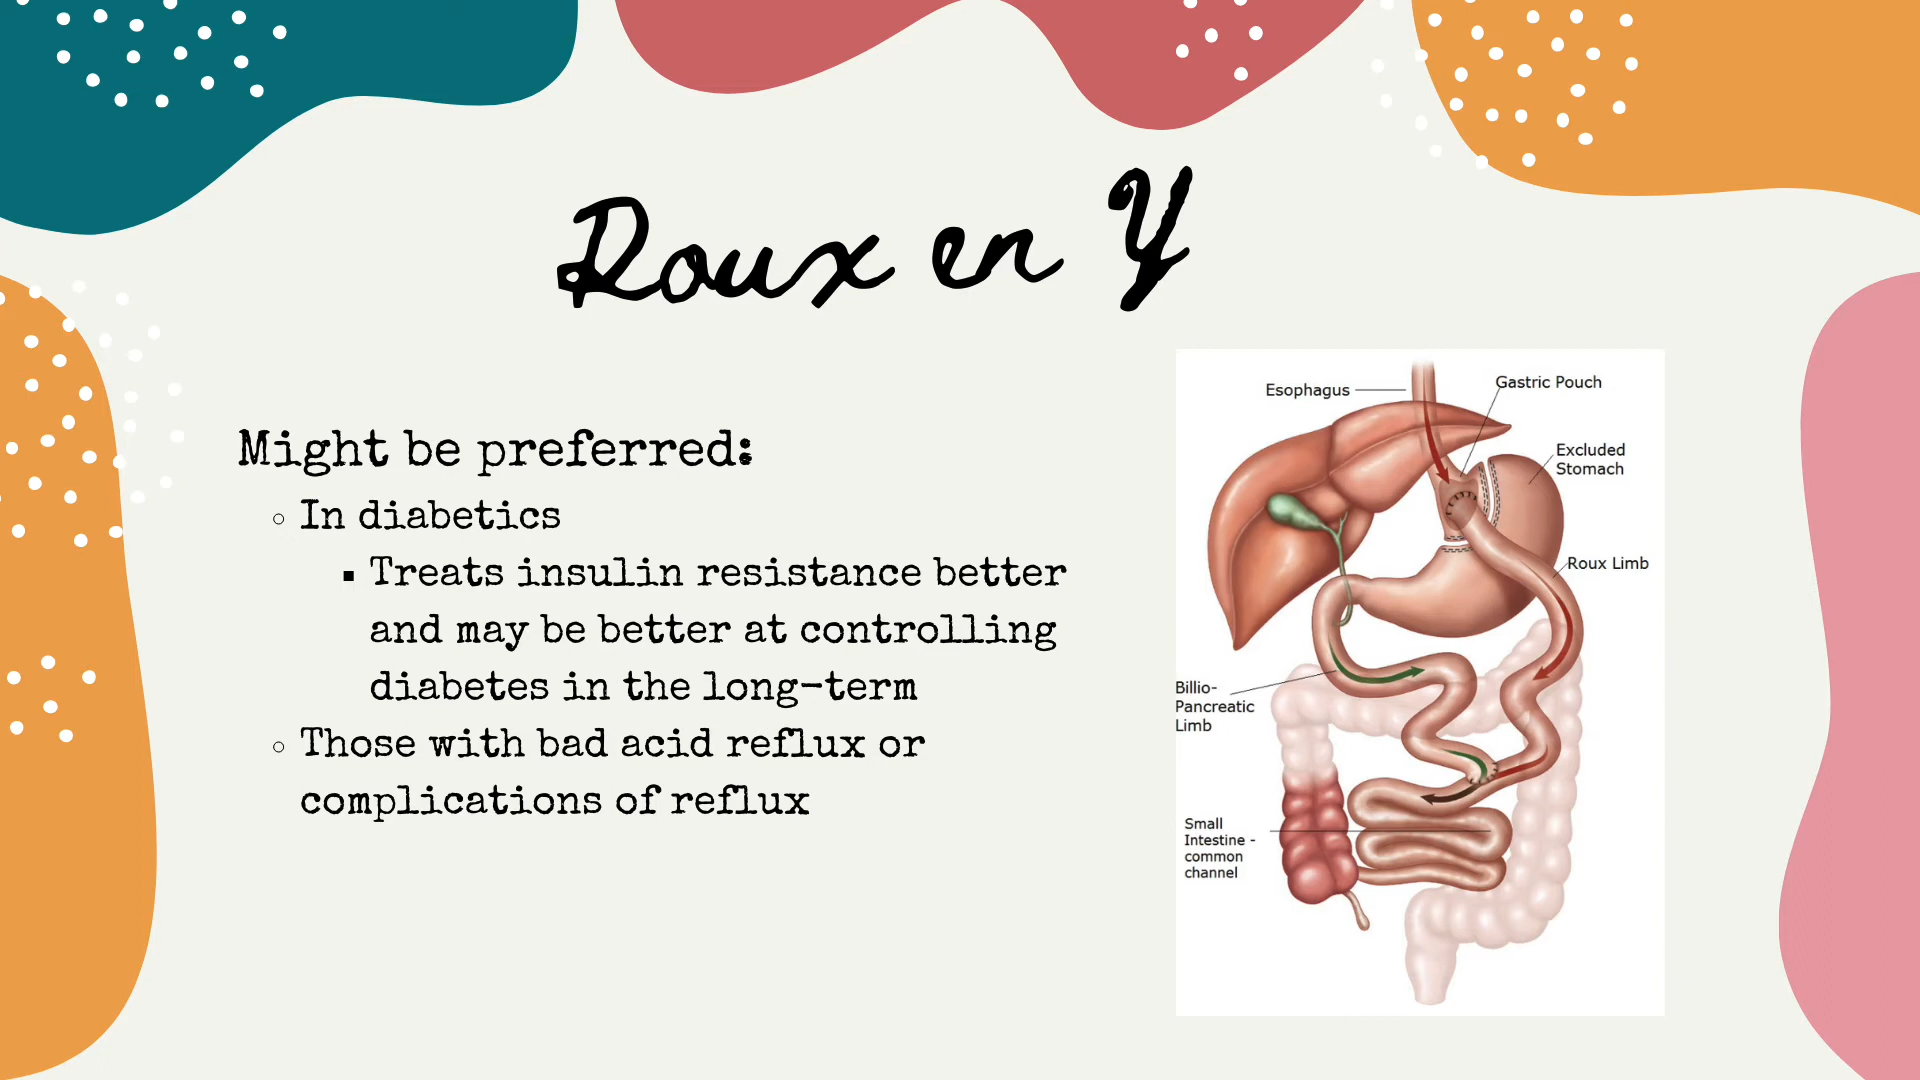 Roux en Y
Might be preferred:
In diabetics
Treats insulin resistance better
and may be better at controlling
diabetes in the long-term
Those with bad acid reflux or
complications of reflux
Esophagus
Gastric Pouch
Excluded
Stomach
Roux Limb
Billio-
Pancreatic
Limb
Small
Intestine -
common
channel